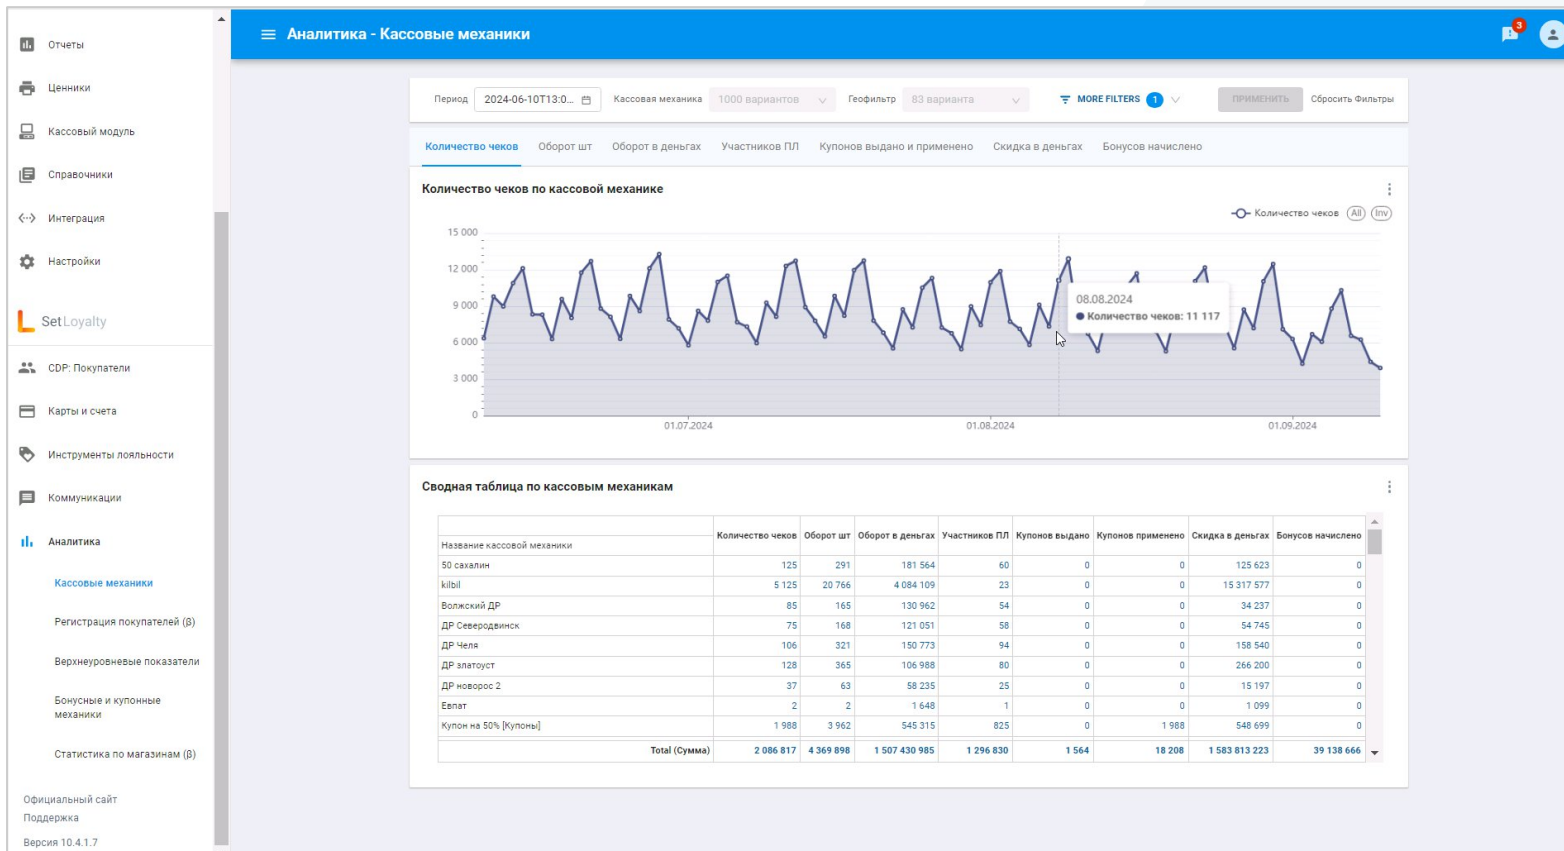 Аналитика - Кассовые механики
3
Отчеты
Ценники
Кассовый модуль
Справочники
Интеграция
Настройки
SetLoyalty
CDP: Покупатели
Карты и счета
Инструменты лояльности
Коммуникации
Аналитика
Кассовые механики
Регистрация покупателей (β)
Верхнеуровневые показатели
Бонусные и купонные
механики
Статистика по магазинам (β)
Официальный сайт
Поддержка
Версия 10.4.1.7
Период 2024-06-10T13:0... Кассовая механика 1000 вариантов Геофильтр 83 варианта MORE FILTERS 1 ПРИМЕНИТЬ Сбросить Фильтры
Количество чеков Оборот шт Оборот в деньгах Участников ПЛ Купонов выдано и применено Скидка в деньгах Бонусов начислено
Количество чеков по кассовой механике
Количество чеков All Inv
15 000
12 000
9 000
6 000
3 000
0
08.08.2024
Количество чеков: 11 117
01.07.2024 01.08.2024 01.09.2024
Сводная таблица по кассовым механикам
Количество чеков Оборот шт Оборот в деньгах Участников ПЛ Купонов выдано Купонов применено Скидка в деньгах Бонусов начислено
Название кассовой механики
50 сахалин 125 291 181 564 60 0 0 125 623 0
kilbil 5 125 20 766 4 084 109 23 0 0 15 317 577 0
Волжский ДР 85 165 130 962 54 0 0 34 237 0
ДР Северодвинск 75 168 121 051 58 0 0 54 745 0
ДР Челя 106 321 150 773 94 0 0 158 540 0
ДР златоуст 128 365 106 988 80 0 0 266 200 0
ДР новорос 2 37 63 58 235 25 0 0 15 197 0
Евпат 2 2 1 648 1 0 0 1 099 0
Купон на 50% [Купоны] 1 988 3 962 545 315 825 0 1 988 548 699 0
Total (Сумма) 2 086 817 4 369 898 1 507 430 985 1 296 830 1 564 18 208 1 583 813 223 39 138 666